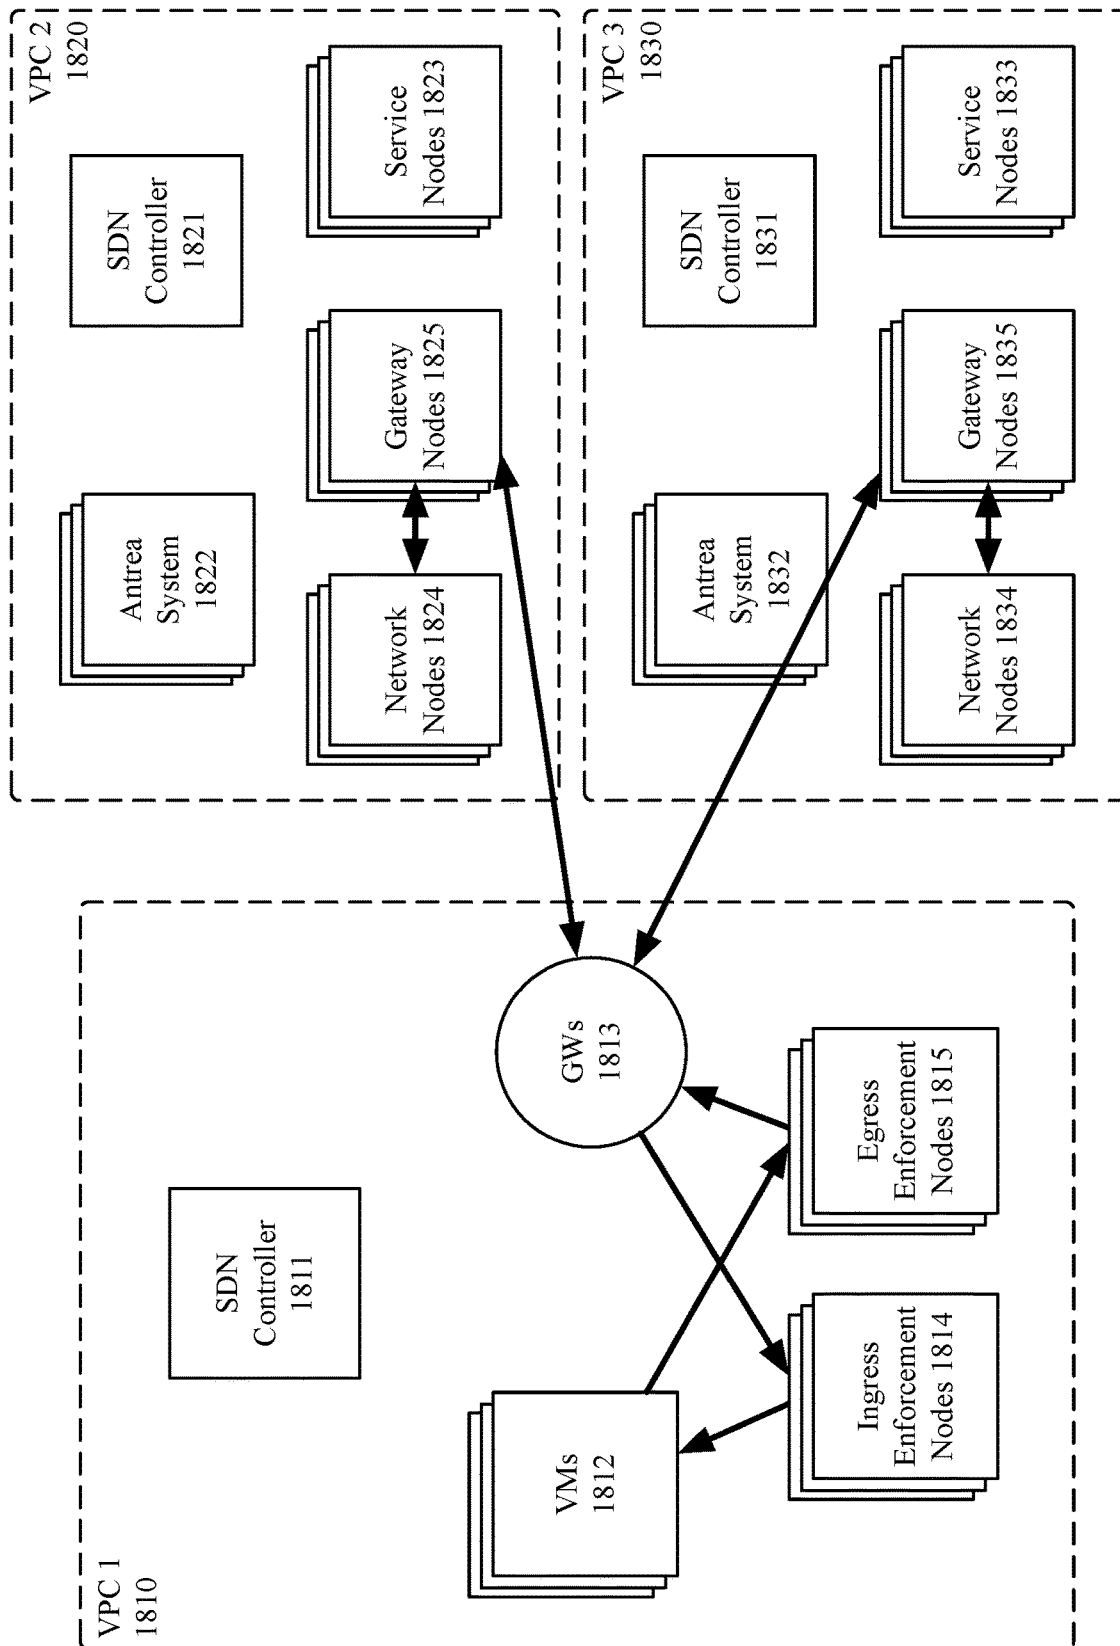 VPC 1
1810
SDN
Controller
1811
VMs
1812
GWs
1813
Ingress
Enforcement
Nodes 1814
Egress
Enforcement
Nodes 1815
VPC 2
1820
Antrea
System
1822
SDN
Controller
1821
Network
Nodes 1824
Gateway
Nodes 1825
Service
Nodes 1823
VPC 3
1830
Antrea
System
1832
SDN
Controller
1831
Network
Nodes 1834
Gateway
Nodes 1835
Service
Nodes 1833